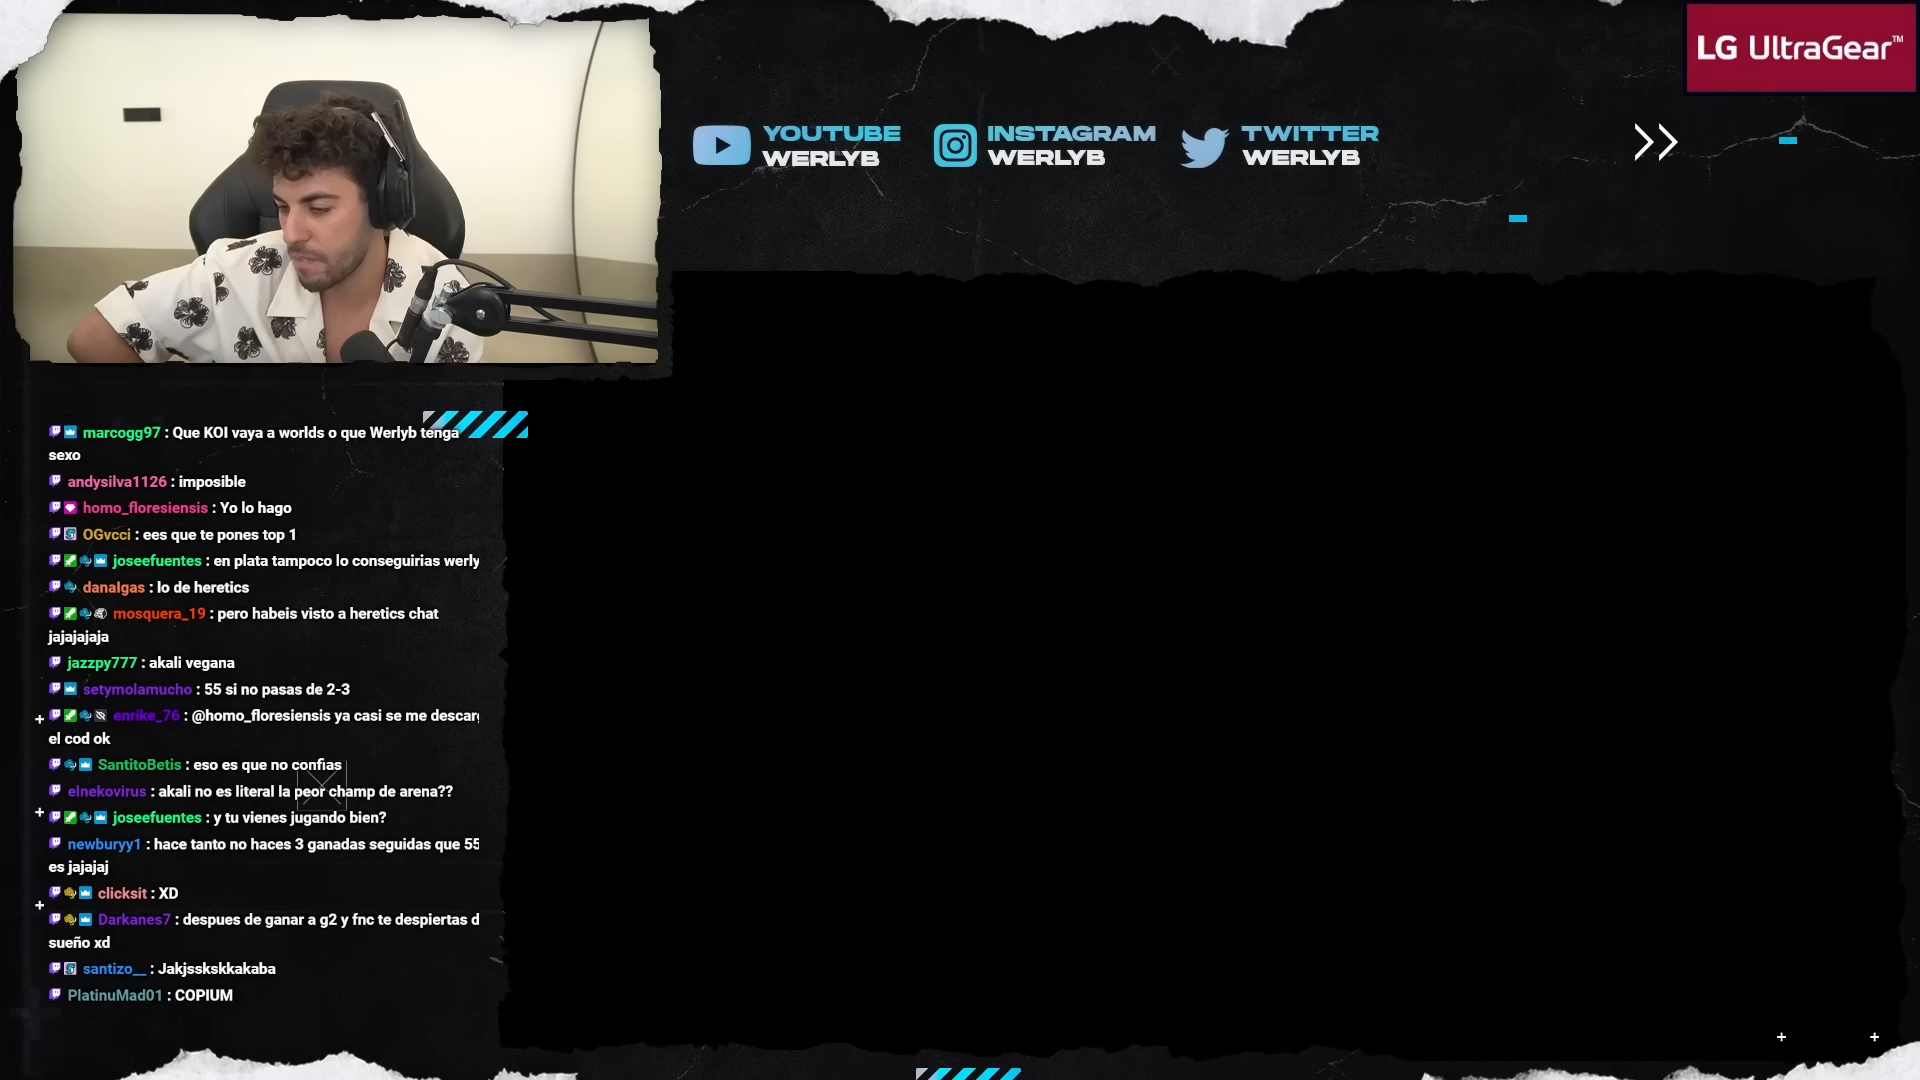 LG UltraGear™
YOUTUBE
WERLYB
INSTAGRAM
WERLYB
TWITTER
WERLYB
marcogg97 : Que KOI vaya a worlds o que Werlyb tenga
sexo
andysilva1126 : imposible
homo_floresiensis : Yo lo hago
OGvcci : ees que te pones top 1
joseefuentes : en plata tampoco lo conseguirias werly
danalgas : lo de heretics
mosquera_19 : pero habeis visto a heretics chat
jajajajaja
jazzpy777 : akali vegana
setymolamucho : 55 si no pasas de 2-3
enrike_76 : @homo_floresiensis ya casi se me descarg
el cod ok
SantitoBetis : eso es que no confias
elnekovirus : akali no es literal la peor champ de arena??
joseefuentes : y tu vienes jugando bien?
newburyy1 : hace tanto no haces 3 ganadas seguidas que 55
es jajajaj
clicksit : XD
Darkanes7 : despues de ganar a g2 y fnc te despiertas d
sueño xd
santizo__ : Jakjsskskkakaba
PlatinuMad01 : COPIUM